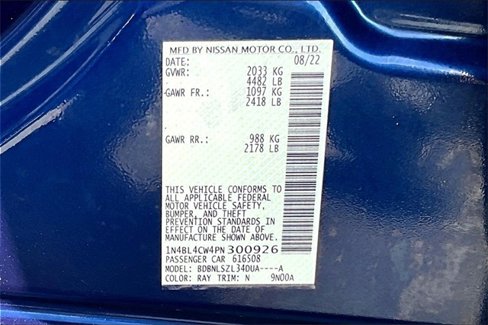 MFD BY NISSAN MOTOR CO., LTD.
DATE: 08/22
GVWR: 2033 KG
4482 LB
GAWR FR.: 1097 KG
2418 LB
GAWR RR.: 988 KG
2178 LB
THIS VEHICLE CONFORMS TO
ALL APPLICABLE FEDERAL
MOTOR VEHICLE SAFETY,
BUMPER, AND THEFT
PREVENTION STANDARDS IN
EFFECT ON THE DATE OF
MANUFACTURE SHOWN ABOVE.
1N4BL4CW4PN300926
PASSENGER CAR 616508
MODEL: BDBNLSZL34DUA----A
COLOR: RAY TRIM: N 9N00A